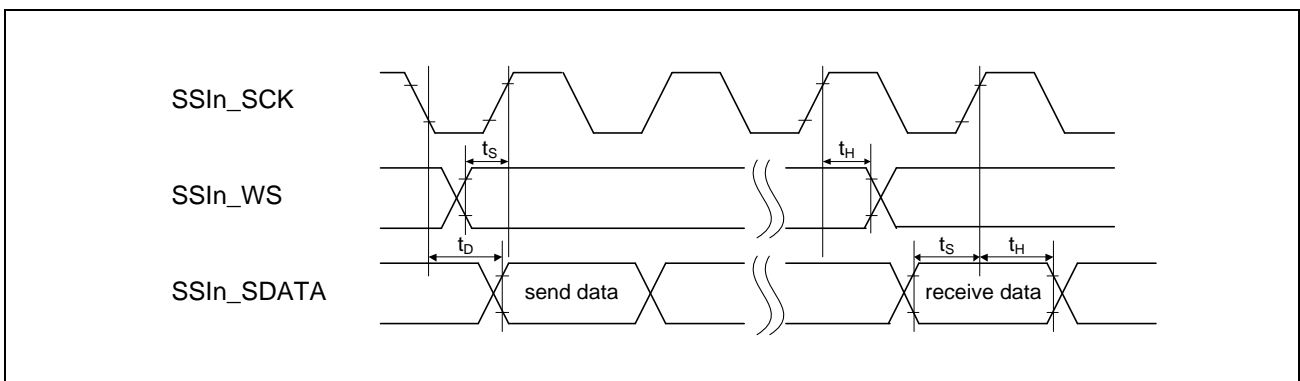 SSIn_SCK
tS tH
SSIn_WS
tD tS tH
SSIn_SDATA send data receive data